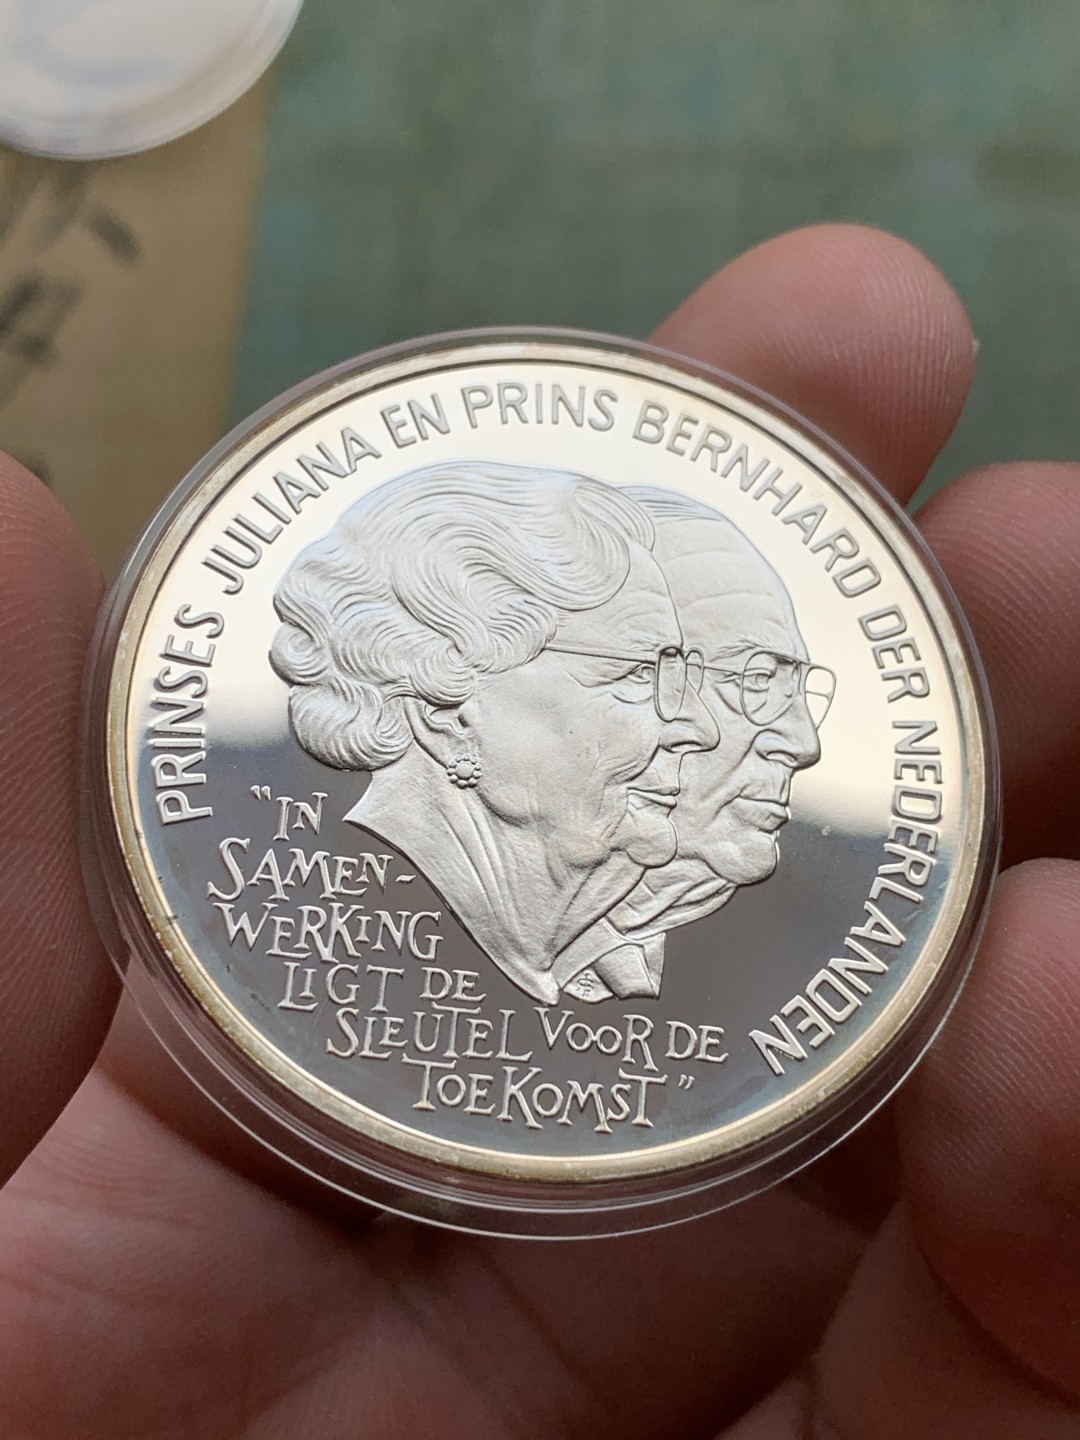 PRINSES JULIANA EN PRINS BERNHARD DER NEDERLANDEN
"IN
SAMEN-
WERKING
LIGT DE
SLEUTEL VOOR DE
TOEKOMST"